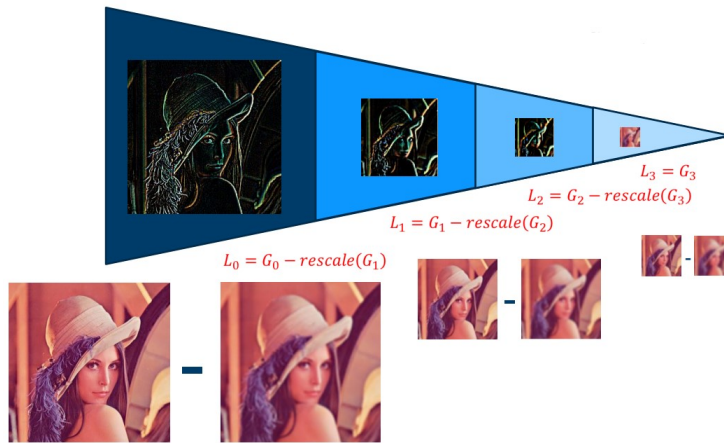 L₃ = G₃
L₂ = G₂ − rescale(G₃)
L₁ = G₁ − rescale(G₂)
L₀ = G₀ − rescale(G₁)